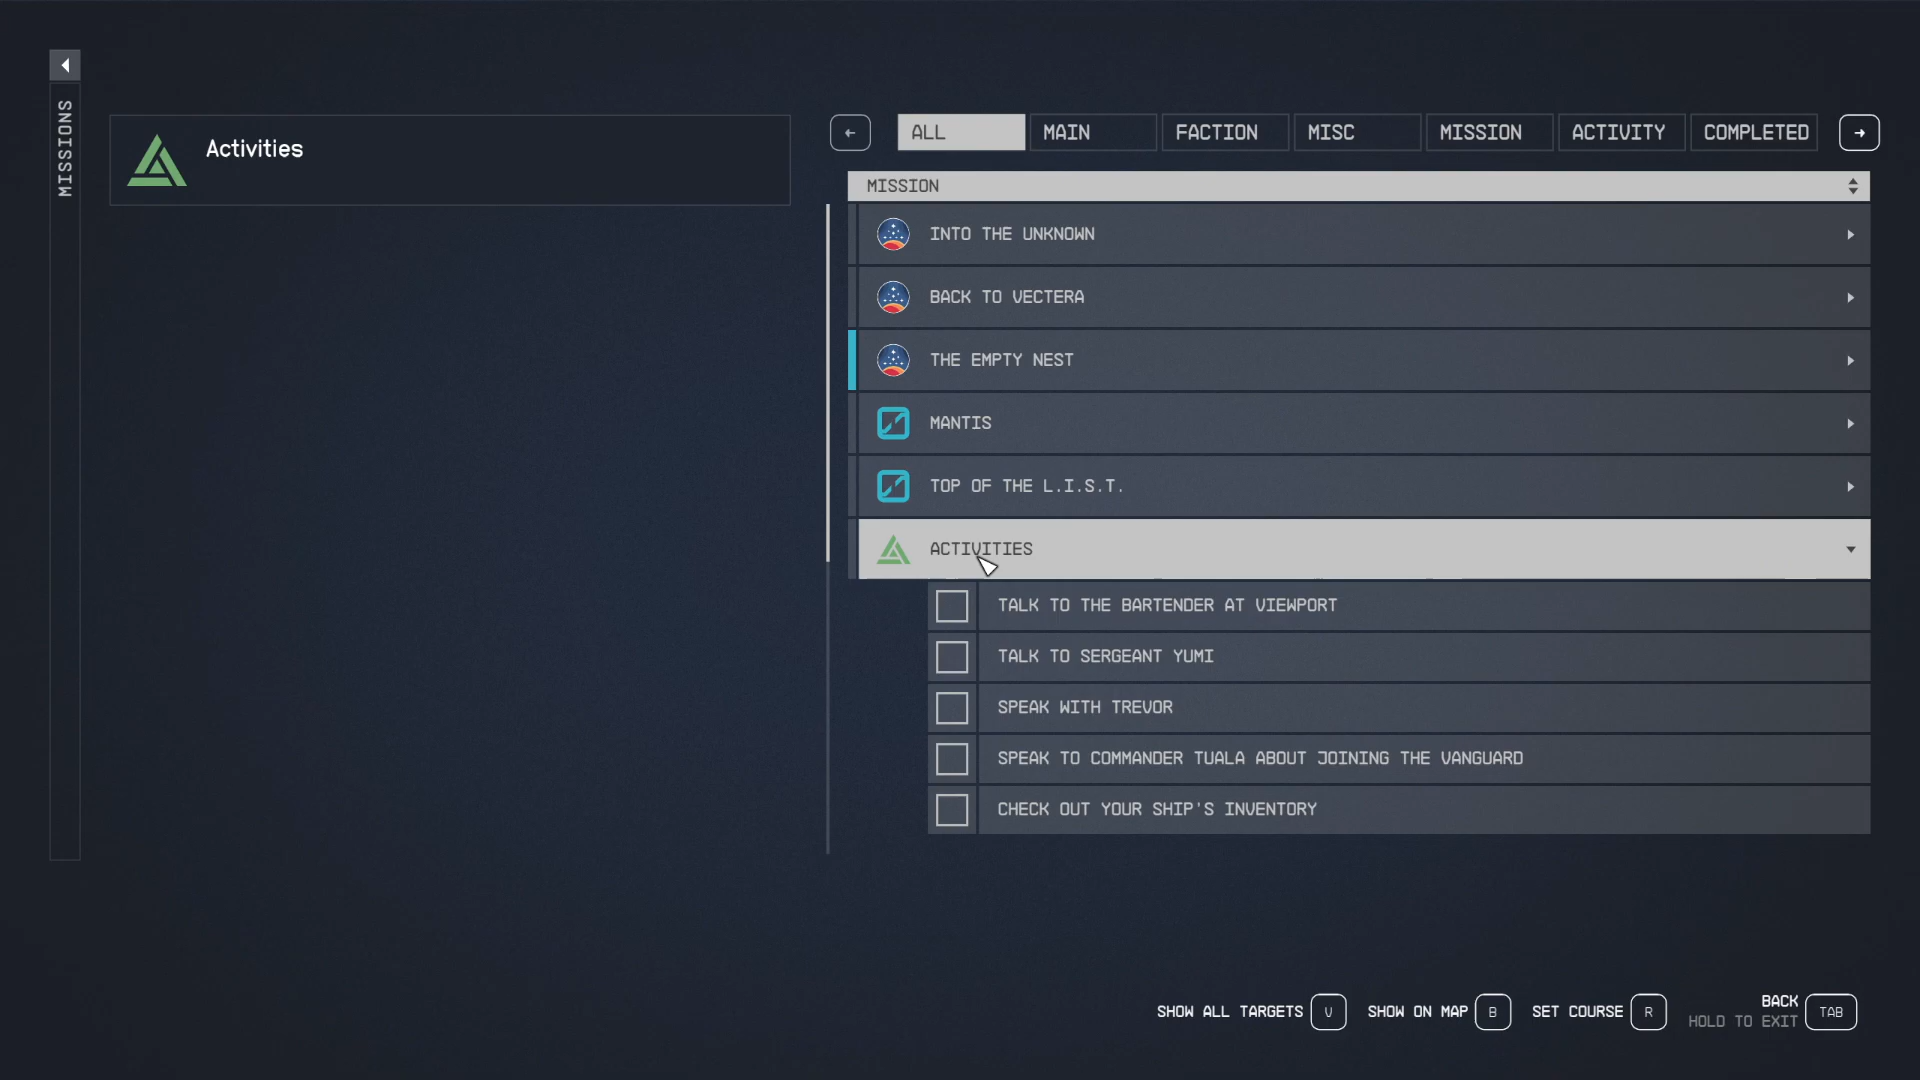 MISSIONS
Activities
ALL
MAIN
FACTION
MISC
MISSION
ACTIVITY
COMPLETED
MISSION
INTO THE UNKNOWN
BACK TO VECTERA
THE EMPTY NEST
MANTIS
TOP OF THE L.I.S.T.
ACTIVITIES
TALK TO THE BARTENDER AT VIEWPORT
TALK TO SERGEANT YUMI
SPEAK WITH TREVOR
SPEAK TO COMMANDER TUALA ABOUT JOINING THE VANGUARD
CHECK OUT YOUR SHIP'S INVENTORY
SHOW ALL TARGETS V
SHOW ON MAP B
SET COURSE R
BACK
HOLD TO EXIT
TAB